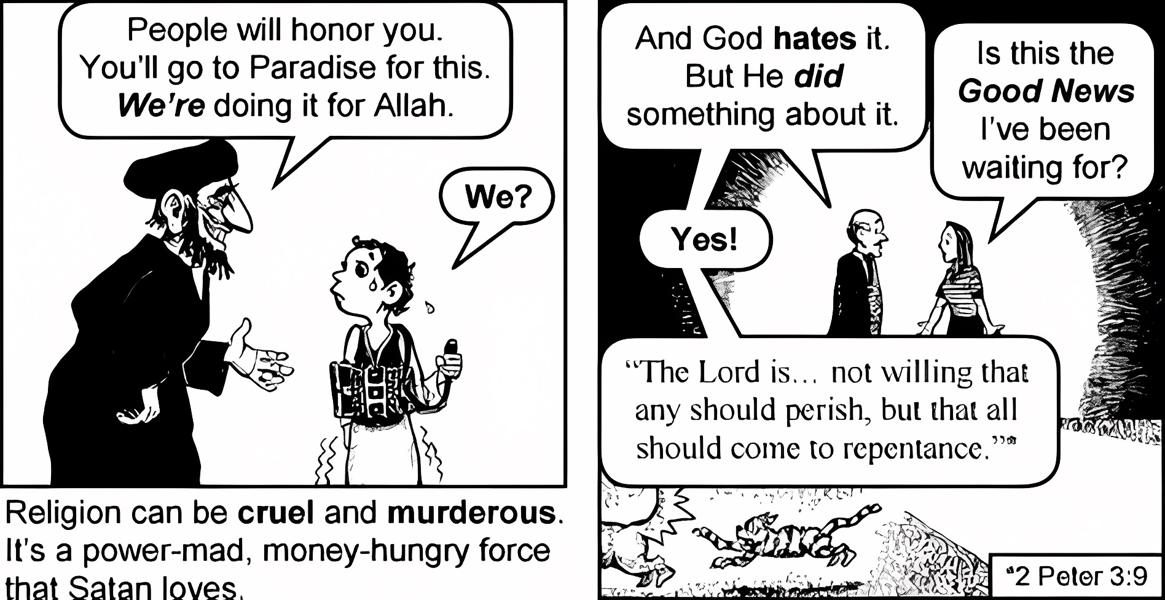 People will honor you.
You'll go to Paradise for this.
We're doing it for Allah.
We?
Religion can be cruel and murderous.
It's a power-mad, money-hungry force
that Satan loves.
And God hates it.
But He did
something about it.
Is this the
Good News
I've been
waiting for?
Yes!
“The Lord is... not willing that
any should perish, but that all
should come to repentance.”*
*2 Peter 3:9